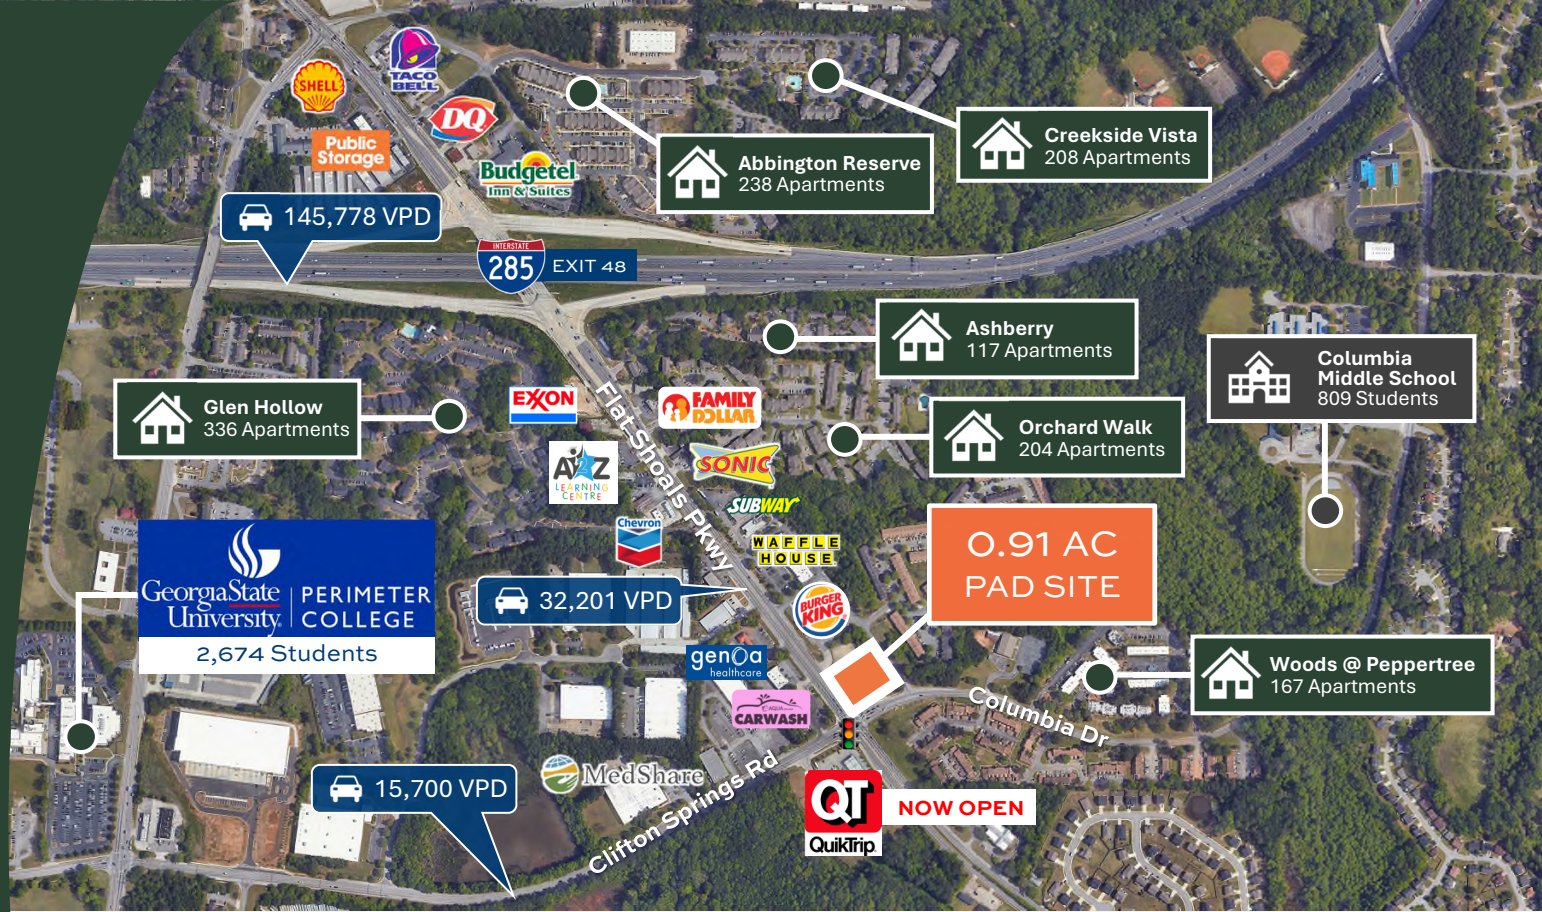 TACO
BELL
SHELL
DQ
Public
Storage
Budgetel
Inn & Suites
Creekside Vista
208 Apartments
Abbington Reserve
238 Apartments
145,778 VPD
INTERSTATE
285
EXIT 48
Ashberry
117 Apartments
Columbia
Middle School
809 Students
Glen Hollow
336 Apartments
EXXON
FAMILY
DOLLAR
Flat Shoals Pkwy
Orchard Walk
204 Apartments
A2Z
LEARNING
CENTRE
SONIC
SUBWAY
Chevron
WAFFLE
HOUSE
0.91 AC
PAD SITE
GeorgiaState
University
PERIMETER
COLLEGE
2,674 Students
32,201 VPD
BURGER
KING
genoa
healthcare
AQUA
CARWASH
Woods @ Peppertree
167 Apartments
Columbia Dr
MedShare
15,700 VPD
Clifton Springs Rd
QT
QuikTrip
NOW OPEN